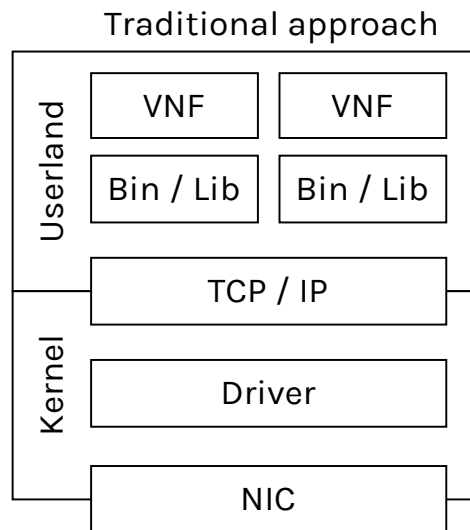 Traditional approach
Userland
VNF
VNF
Bin / Lib
Bin / Lib
TCP / IP
Kernel
Driver
NIC